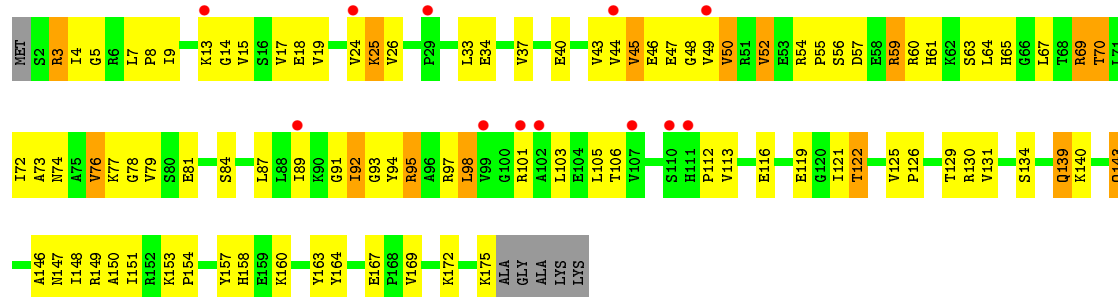 MET S2 R3 I4 G5 R6 L7 P8 I9 K13 G14 V15 S16 V17 E18 V19 V24 K25 V26 P29 L33 E34 V37 E40 V43 V44 V45 E46 E47 G48 V49 V50 R51 V52 E53 R54 P55 S56 D57 E58 R59 R60 H61 K62 S63 L64 H65 G66 L67 T68 R69 T70 L71
I72 A73 N74 A75 V76 K77 G78 V79 S80 E81 S84 L87 L88 I89 K90 G91 I92 G93 Y94 R95 A96 R97 L98 V99 G100 R101 A102 L103 E104 L105 T106 V107 S110 H111 P112 V113 E116 E119 G120 I121 T122 V125 P126 T129 R130 V131 S134 Q139 K140
A146 N147 I148 R149 A150 I151 R152 K153 P154 Y157 H158 E159 K160 Y163 Y164 E167 P168 V169 K172 K175 ALA GLY ALA LYS LYS